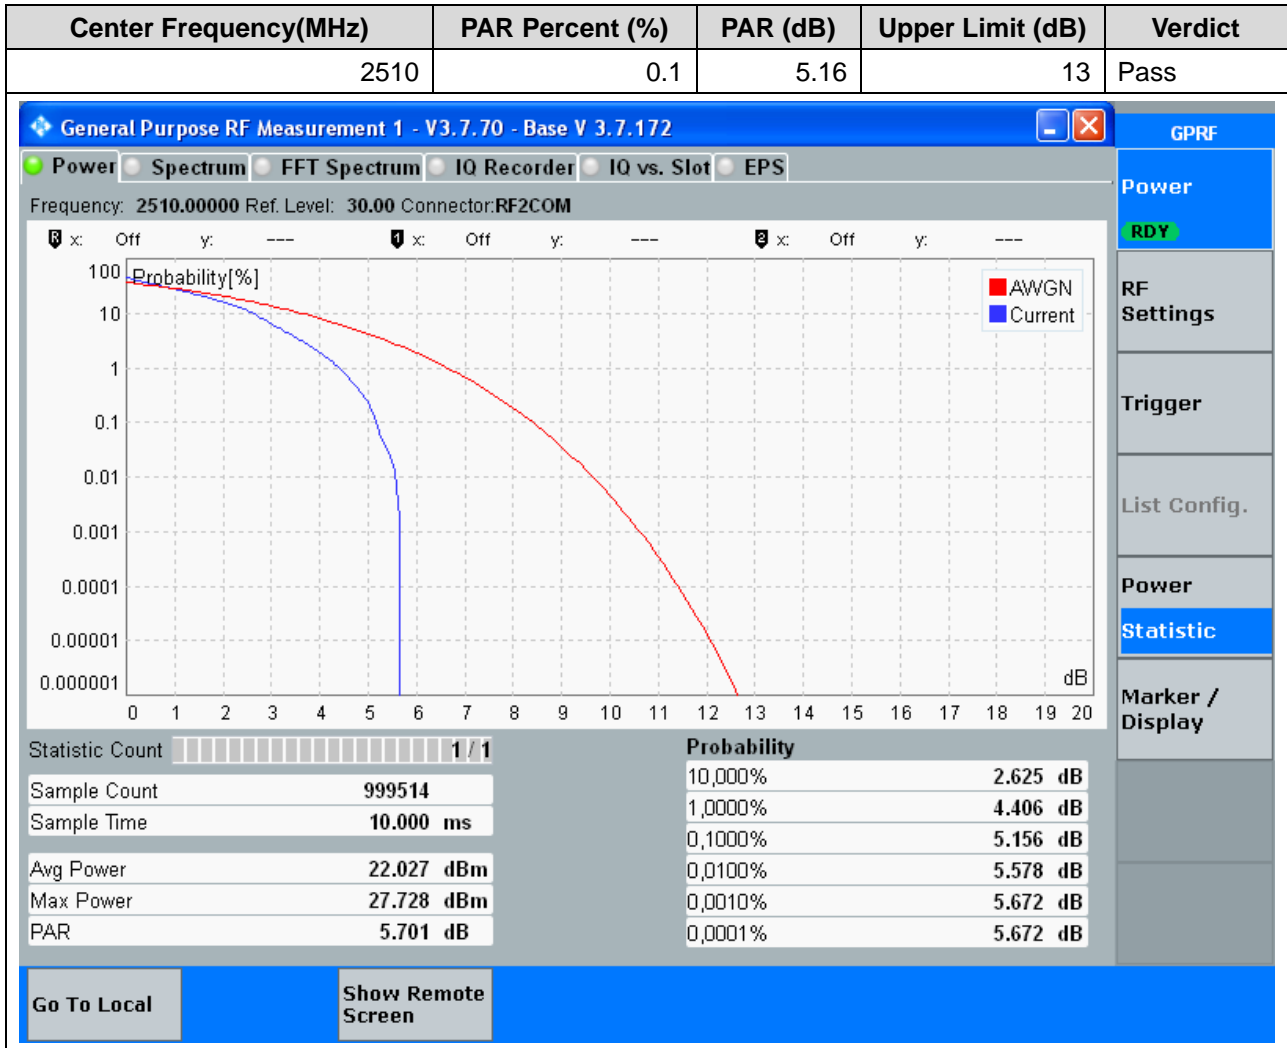 Center Frequency(MHz) PAR Percent (%) PAR (dB) Upper Limit (dB) Verdict
2510 0.1 5.16 13 Pass
General Purpose RF Measurement 1 - V3.7.70 - Base V 3.7.172
GPRF
Power Spectrum FFT Spectrum IQ Recorder IQ vs. Slot EPS
Frequency: 2510.00000 Ref. Level: 30.00 Connector:RF2COM
R x: Off y: --- 1 x: Off y: --- 2 x: Off y: ---
Probability[%]
AWGN
Current
100
10
1
0.1
0.01
0.001
0.0001
0.00001
0.000001
dB
0 1 2 3 4 5 6 7 8 9 10 11 12 13 14 15 16 17 18 19 20
Statistic Count 1 / 1
Sample Count 999514
Sample Time 10.000 ms
Avg Power 22.027 dBm
Max Power 27.728 dBm
PAR 5.701 dB
Probability
10,000% 2.625 dB
1,0000% 4.406 dB
0,1000% 5.156 dB
0,0100% 5.578 dB
0,0010% 5.672 dB
0,0001% 5.672 dB
Power
RDY
RF
Settings
Trigger
List Config.
Power
Statistic
Marker /
Display
Go To Local
Show Remote
Screen